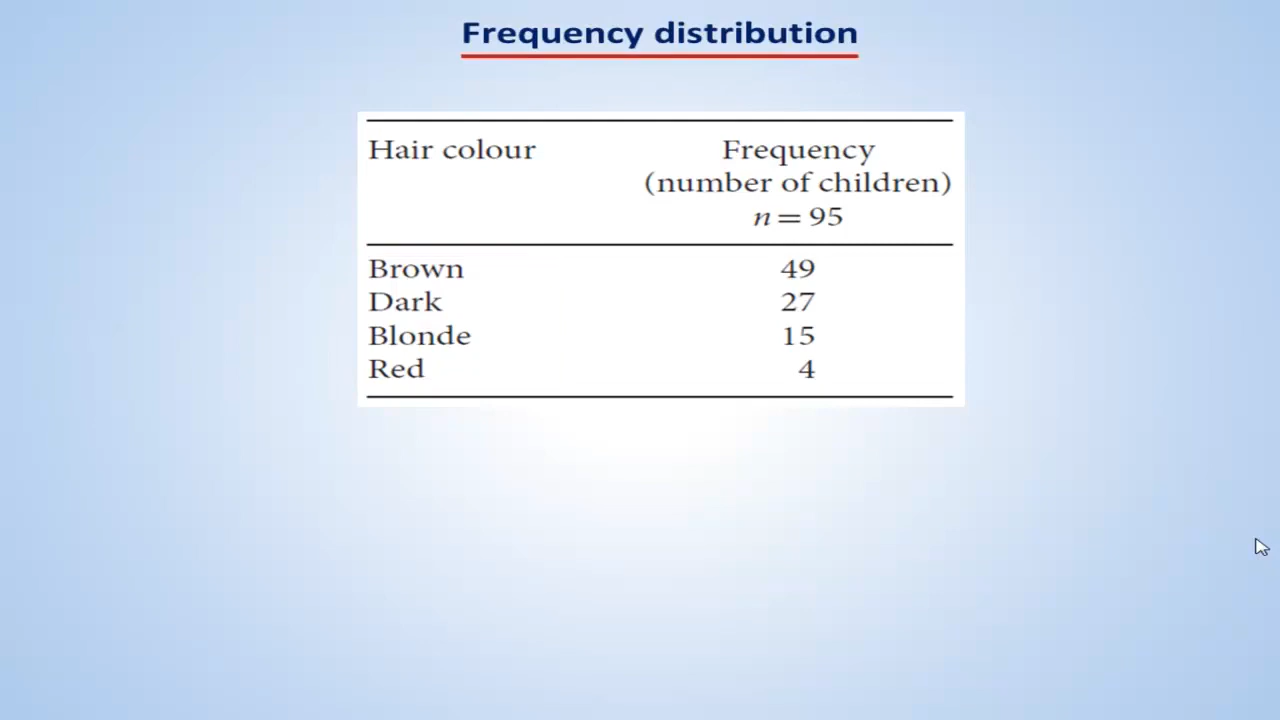 Frequency distribution
Hair colour Frequency
(number of children)
n = 95
Brown 49
Dark 27
Blonde 15
Red 4